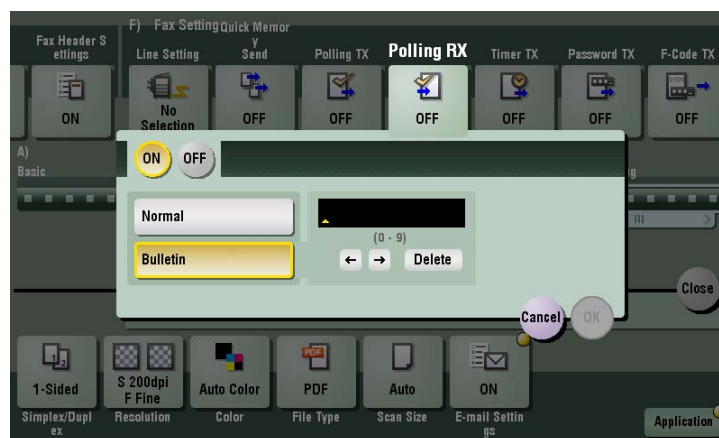 F) Fax Setting
Quick Memor
y
Send
Fax Header S
ettings
Line Setting
Polling TX
Polling RX
Timer TX
Password TX
F-Code TX
ON
No
Selection
OFF
OFF
OFF
OFF
OFF
OFF
A)
Basic
ON
OFF
g
Normal
(0 - 9)
Bulletin
← → Delete
Close
Cancel
OK
1-Sided
S 200dpi
F Fine
Auto Color
PDF
PDF
Auto
ON
Simplex/Dupl
ex
Resolution
Color
File Type
Scan Size
E-mail Settin
gs
Application